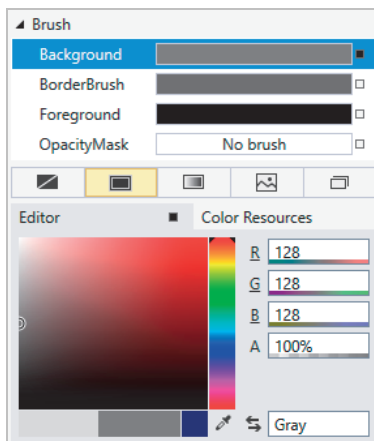 Brush
Background
BorderBrush
Foreground
OpacityMask No brush
Editor Color Resources
R 128
G 128
B 128
A 100%
Gray